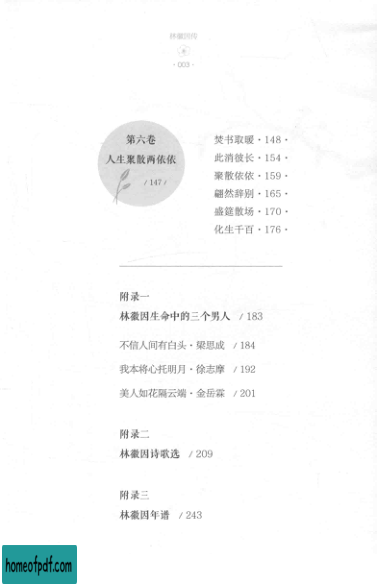 林徽因传
·003·
第六卷
人生聚散两依依
/147/
焚书取暖·148·
此消彼长·154·
聚散依依·159·
翩然辞别·165·
盛筵散场·170·
化生千百·176·
附录一
林徽因生命中的三个男人 /183
不信人间有白头·梁思成 /184
我本将心托明月·徐志摩 /192
美人如花隔云端·金岳霖 /201
附录二
林徽因诗歌选 /209
附录三
林徽因年谱 /243
homeofpdf.com